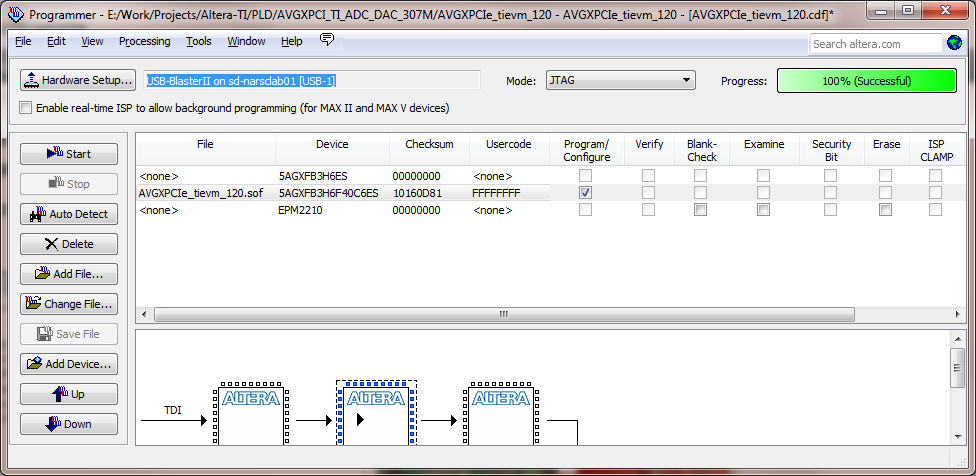 Programmer - E:/Work/Projects/Altera-TI/PLD/AVGXPCI_TI_ADC_DAC_307M/AVGXPCIe_tievm_120 - AVGXPCIe_tievm_120 - [AVGXPCIe_tievm_120.cdf]*
File Edit View Processing Tools Window Help Search altera.com
Hardware Setup... USB-BlasterII on sd-narsclab01 [USB-1] Mode: JTAG Progress: 100% (Successful)
Enable real-time ISP to allow background programming (for MAX II and MAX V devices)
Start
Stop
Auto Detect
Delete
Add File...
Change File...
Save File
Add Device...
Up
Down
File Device Checksum Usercode Program/ Verify Blank- Examine Security Erase ISP
Configure Check Bit CLAMP
<none> 5AGXFB3H6ES 00000000 <none>
AVGXPCIe_tievm_120.sof 5AGXFB3H6F40C6ES 10160D81 FFFFFFFF
<none> EPM2210 00000000 <none>
ALTERA ALTERA ALTERA
TDI